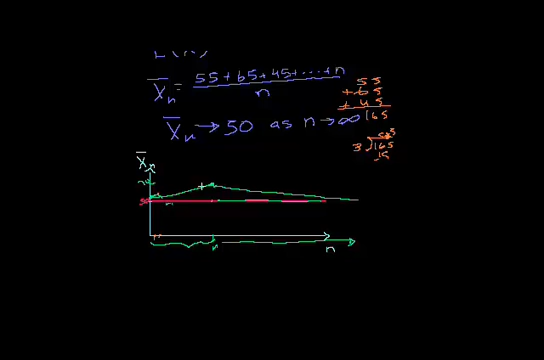 X̄ₙ = 55 + 65 + 45 + ... + n
n
55
+ 65
+ 45
165
X̄ₙ → 50 as n → ∞
3 165
15
X̄ₙ
50
n
n